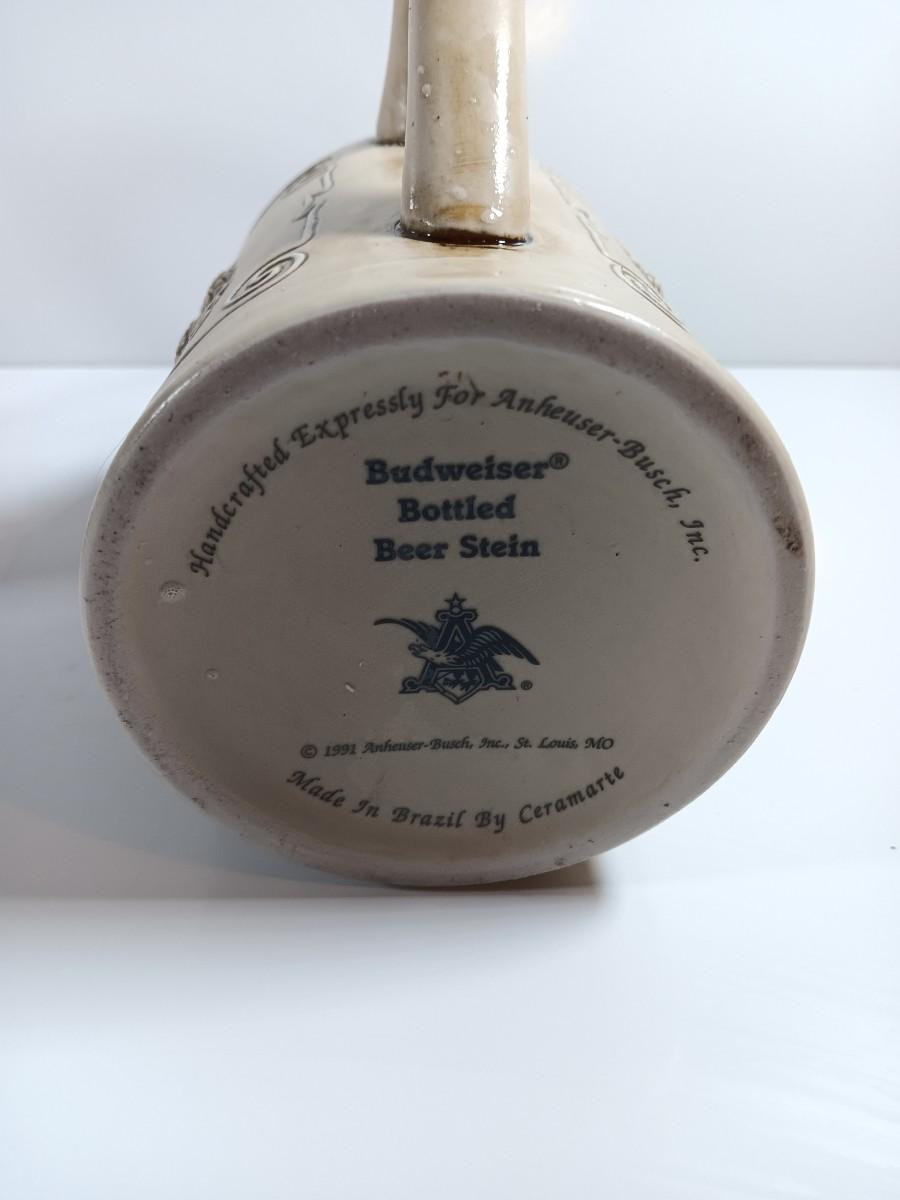 Handcrafted Expressly For Anheuser-Busch, Inc.
Budweiser®
Bottled
Beer Stein
A
®
© 1991 Anheuser-Busch, Inc., St. Louis, MO
Made In Brazil By Ceramarte